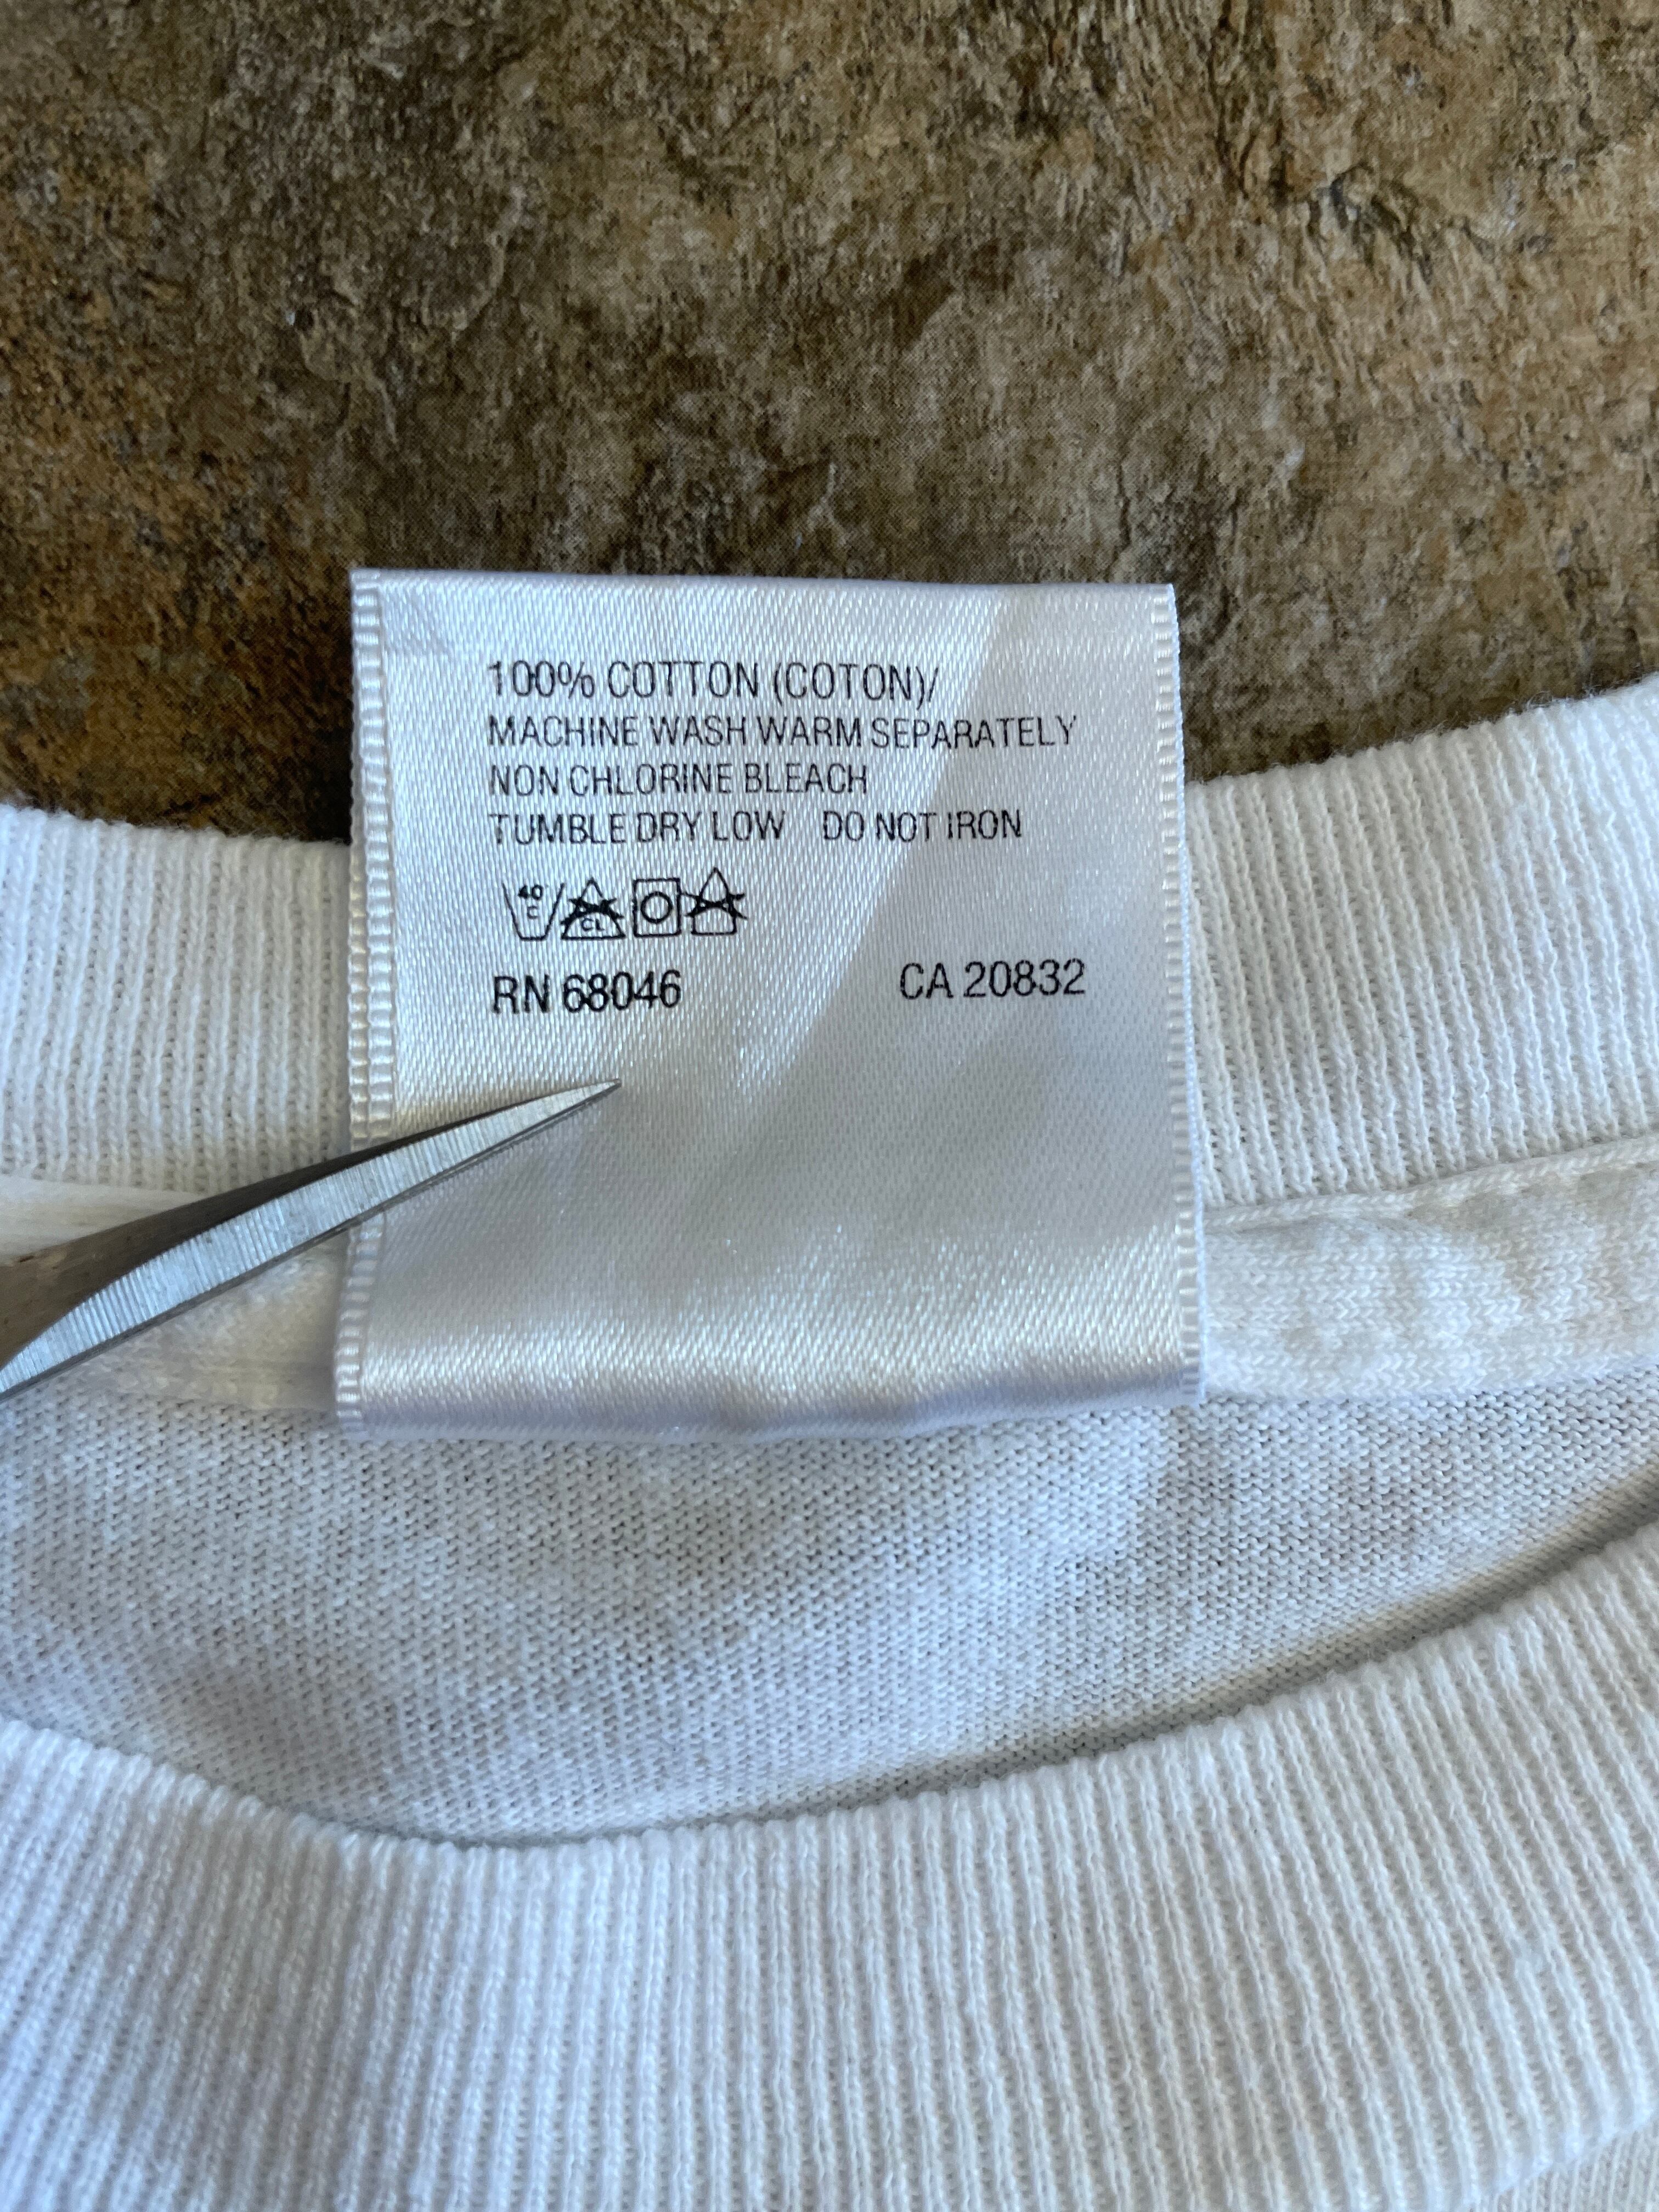 100% COTTON (COTON)/
MACHINE WASH WARM SEPARATELY
NON CHLORINE BLEACH
TUMBLE DRY LOW DO NOT IRON
40 C CL
RN 68046 CA 20832